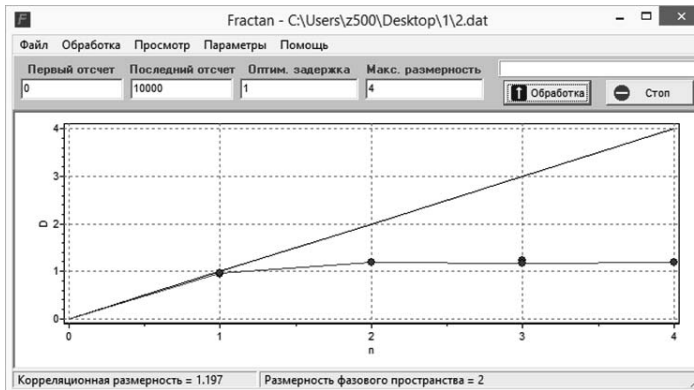 Fractan - C:\Users\z500\Desktop\1\2.dat
Файл Обработка Просмотр Параметры Помощь
Первый отсчет Последний отсчет Оптим. задержка Макс. размерность
0 10000 1 4
Обработка Стоп
4
3
2
1
0
D
0 1 2 3 4
n
Корреляционная размерность = 1.197 Размерность фазового пространства = 2